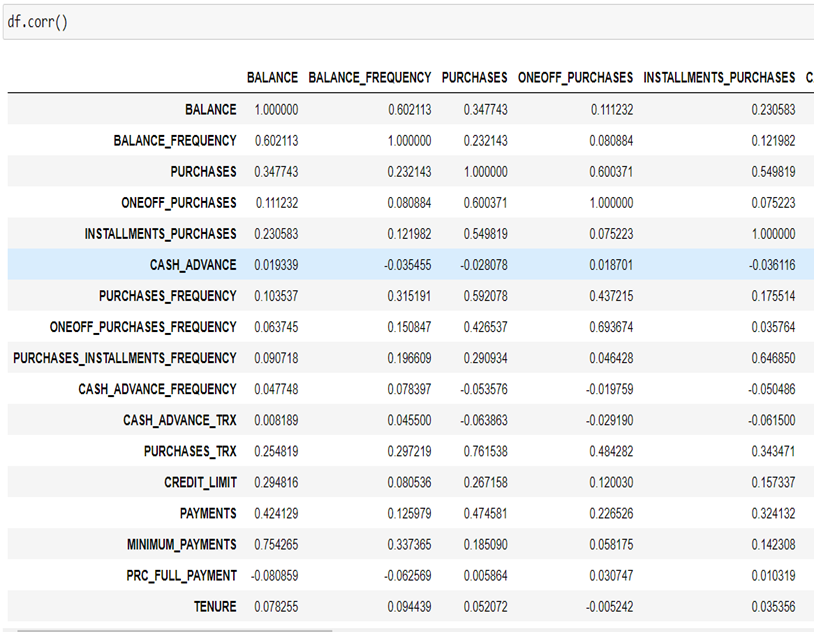 df.corr()
BALANCE BALANCE_FREQUENCY PURCHASES ONEOFF_PURCHASES INSTALLMENTS_PURCHASES C
BALANCE 1.000000 0.602113 0.347743 0.111232 0.230583
BALANCE_FREQUENCY 0.602113 1.000000 0.232143 0.080884 0.121982
PURCHASES 0.347743 0.232143 1.000000 0.600371 0.549819
ONEOFF_PURCHASES 0.111232 0.080884 0.600371 1.000000 0.075223
INSTALLMENTS_PURCHASES 0.230583 0.121982 0.549819 0.075223 1.000000
CASH_ADVANCE 0.019339 -0.035455 -0.028078 0.018701 -0.036116
PURCHASES_FREQUENCY 0.103537 0.315191 0.592078 0.437215 0.175514
ONEOFF_PURCHASES_FREQUENCY 0.063745 0.150847 0.426537 0.693674 0.035764
PURCHASES_INSTALLMENTS_FREQUENCY 0.090718 0.196609 0.290934 0.046428 0.646850
CASH_ADVANCE_FREQUENCY 0.047748 0.078397 -0.053576 -0.019759 -0.050486
CASH_ADVANCE_TRX 0.008189 0.045500 -0.063863 -0.029190 -0.061500
PURCHASES_TRX 0.254819 0.297219 0.761538 0.484282 0.343471
CREDIT_LIMIT 0.294816 0.080536 0.267158 0.120030 0.157337
PAYMENTS 0.424129 0.125979 0.474581 0.226526 0.324132
MINIMUM_PAYMENTS 0.754265 0.337365 0.185090 0.058175 0.142308
PRC_FULL_PAYMENT -0.080859 -0.062569 0.005864 0.030747 0.010319
TENURE 0.078255 0.094439 0.052072 -0.005242 0.035356